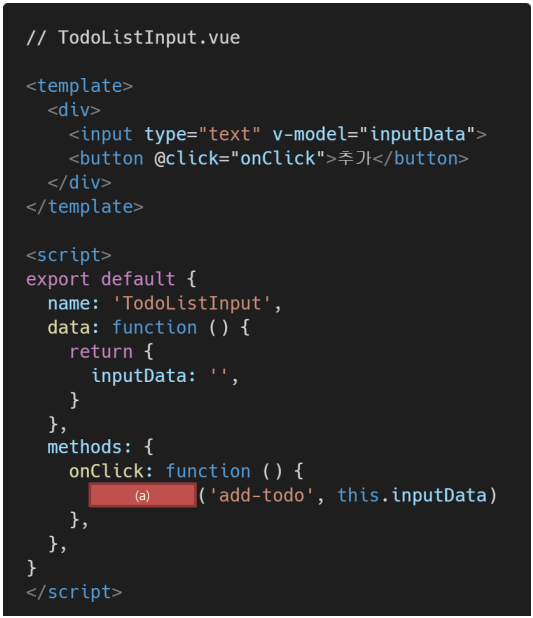 // TodoListInput.vue
<template>
<div>
<input type="text" v-model="inputData">
<button @click="onClick">추가</button>
</div>
</template>
<script>
export default {
name: 'TodoListInput',
data: function () {
return {
inputData: '',
}
},
methods: {
onClick: function () {
(a)('add-todo', this.inputData)
},
},
}
</script>